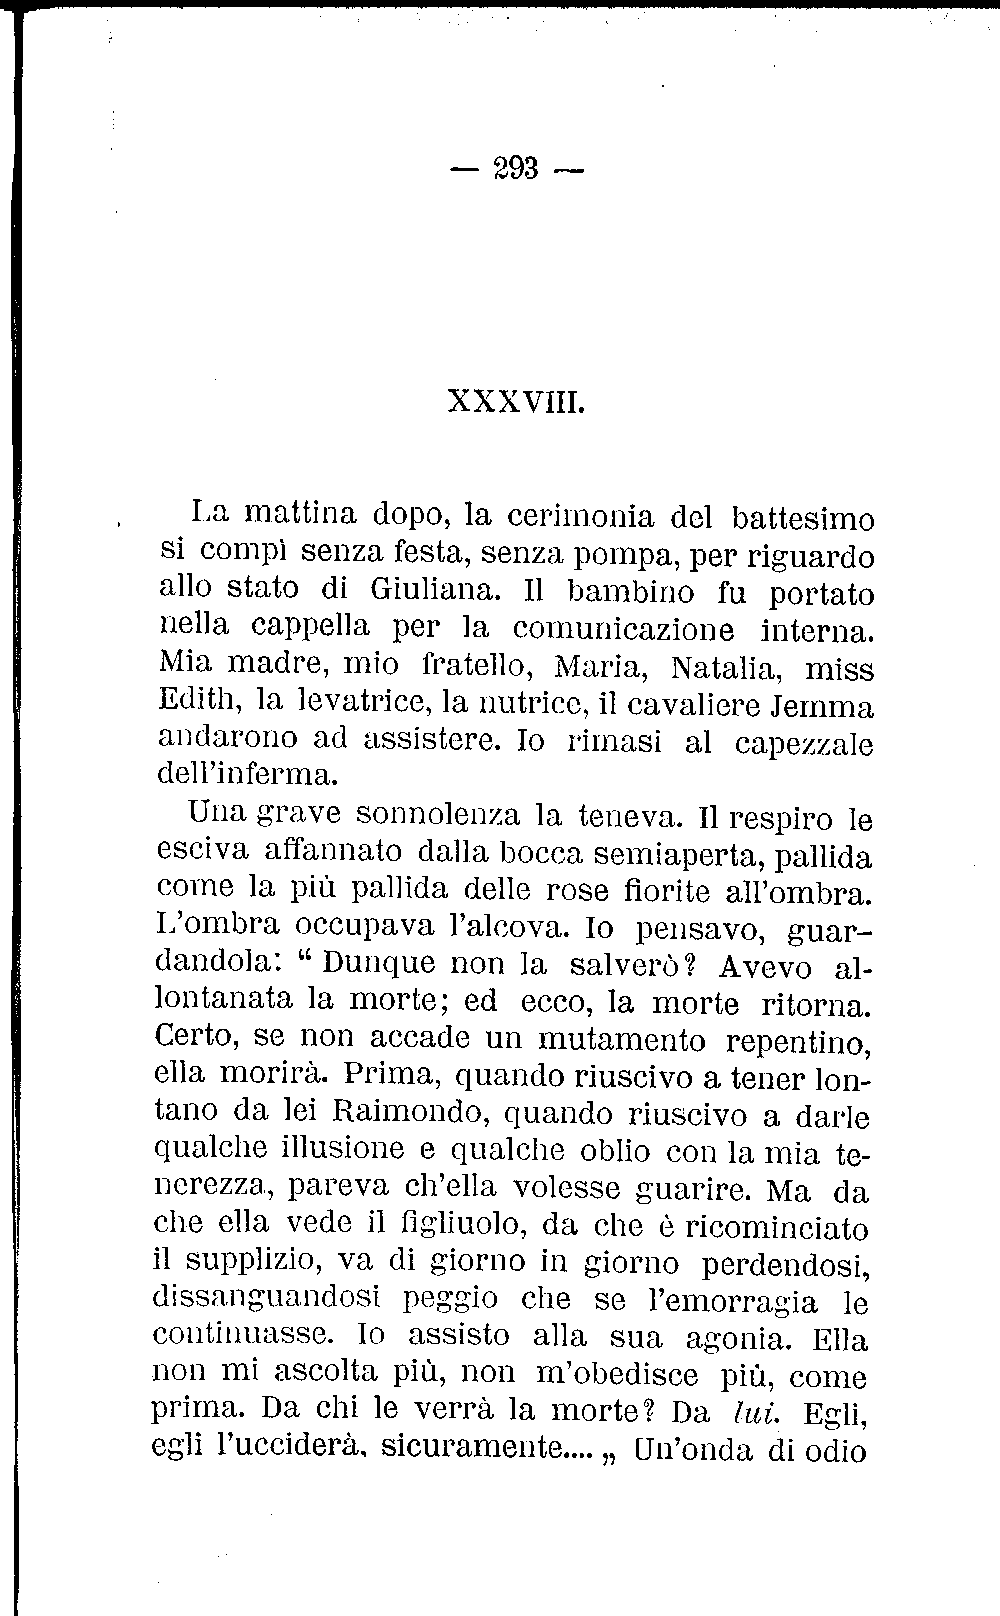 — 293 —
XXXVIII.
La mattina dopo, la cerimonia del battesimo
si compì senza festa, senza pompa, per riguardo
allo stato di Giuliana. Il bambino fu portato
nella cappella per la comunicazione interna.
Mia madre, mio fratello, Maria, Natalia, miss
Edith, la levatrice, la nutrice, il cavaliere Jemma
andarono ad assistere. Io rimasi al capezzale
dell'inferma.
Una grave sonnolenza la teneva. Il respiro le
esciva affannato dalla bocca semiaperta, pallida
come la più pallida delle rose fiorite all'ombra.
L'ombra occupava l'alcova. Io pensavo, guar-
dandola: “ Dunque non la salverò? Avevo al-
lontanata la morte; ed ecco, la morte ritorna.
Certo, se non accade un mutamento repentino,
ella morirà. Prima, quando riuscivo a tener lon-
tano da lei Raimondo, quando riuscivo a darle
qualche illusione e qualche oblio con la mia te-
nerezza, pareva ch'ella volesse guarire. Ma da
che ella vede il figliuolo, da che è ricominciato
il supplizio, va di giorno in giorno perdendosi,
dissanguandosi peggio che se l'emorragia le
continuasse. Io assisto alla sua agonia. Ella
non mi ascolta più, non m'obedisce più, come
prima. Da chi le verrà la morte? Da lui. Egli,
egli l'ucciderà, sicuramente.... „ Un'onda di odio